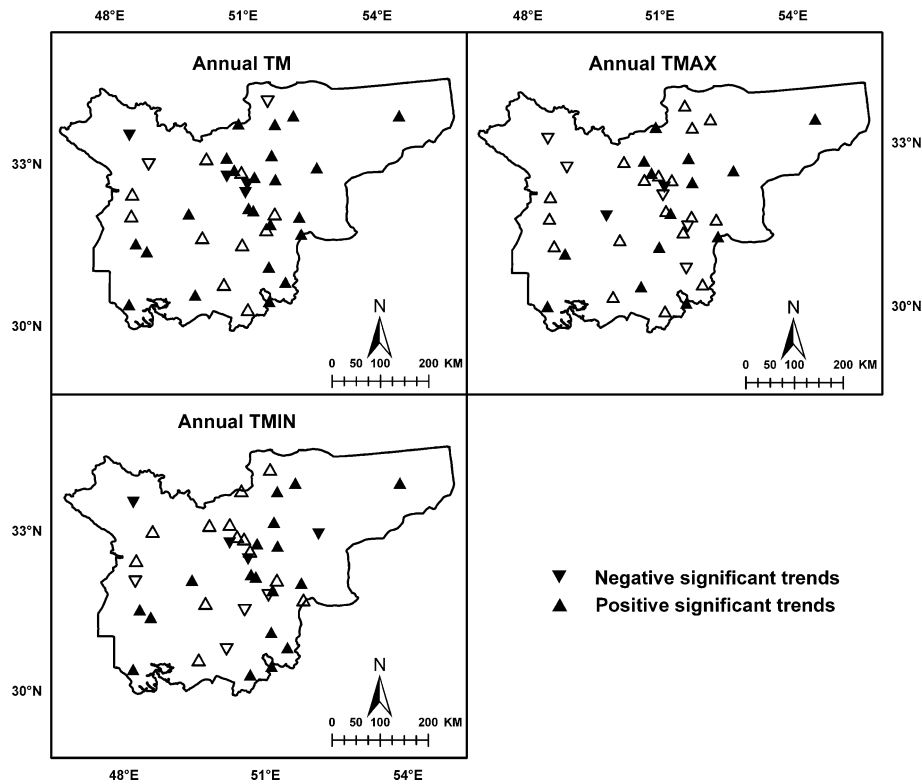 48°E 51°E 54°E 48°E 51°E 54°E
Annual TM
Annual TMAX
33°N
33°N
30°N
30°N
N
0 50 100 200 KM
N
0 50 100 200 KM
Annual TMIN
33°N
Negative significant trends
Positive significant trends
30°N
N
0 50 100 200 KM
48°E 51°E 54°E